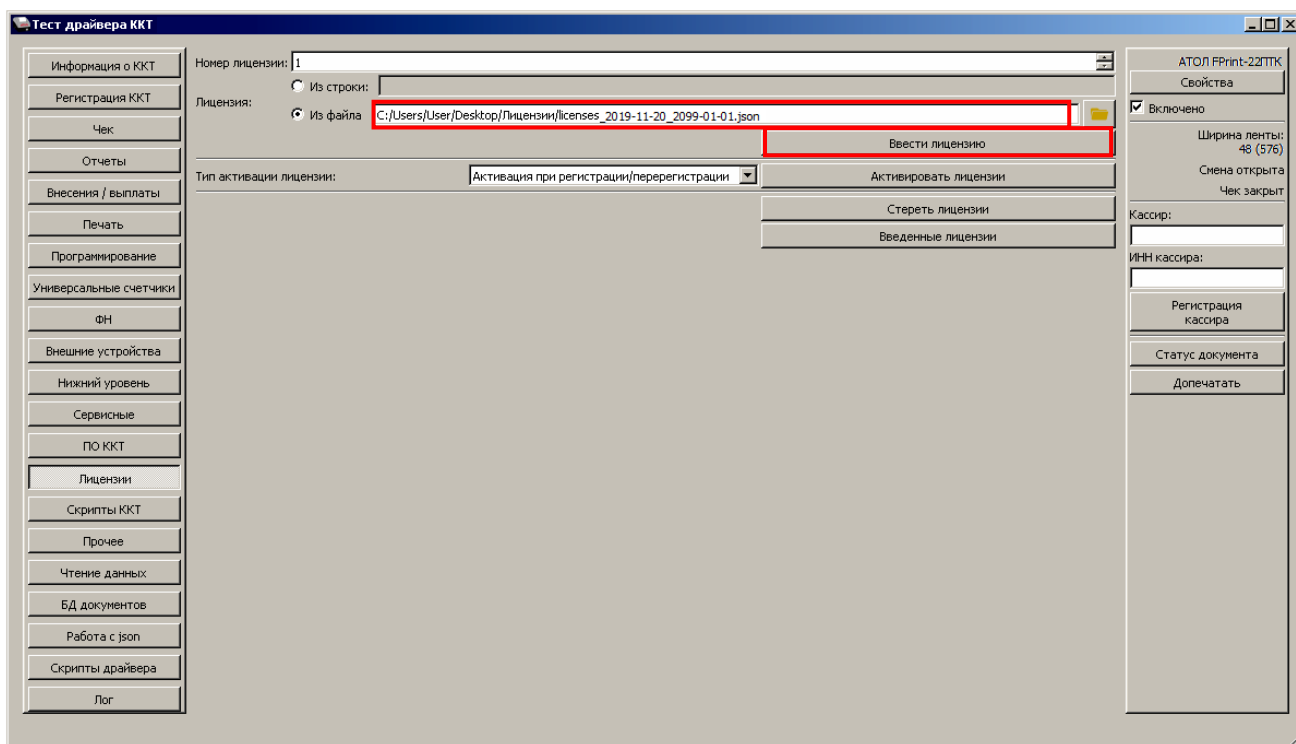 Тест драйвера ККТ
Информация о ККТ
Регистрация ККТ
Чек
Отчеты
Внесения / выплаты
Печать
Программирование
Универсальные счетчики
ФН
Внешние устройства
Нижний уровень
Сервисные
ПО ККТ
Лицензии
Скрипты ККТ
Прочее
Чтение данных
БД документов
Работа с json
Скрипты драйвера
Лог
Номер лицензии: 1
Лицензия:
Из строки:
Из файла C:/Users/User/Desktop/Лицензии/licenses_2019-11-20_2099-01-01.json
Ввести лицензию
Тип активации лицензии: Активация при регистрации/перерегистрации Активировать лицензии
Стереть лицензии
Введенные лицензии
АТОЛ FPrint-22ПТК
Свойства
Включено
Ширина ленты:
48 (576)
Смена открыта
Чек закрыт
Кассир:
ИНН кассира:
Регистрация
кассира
Статус документа
Допечатать